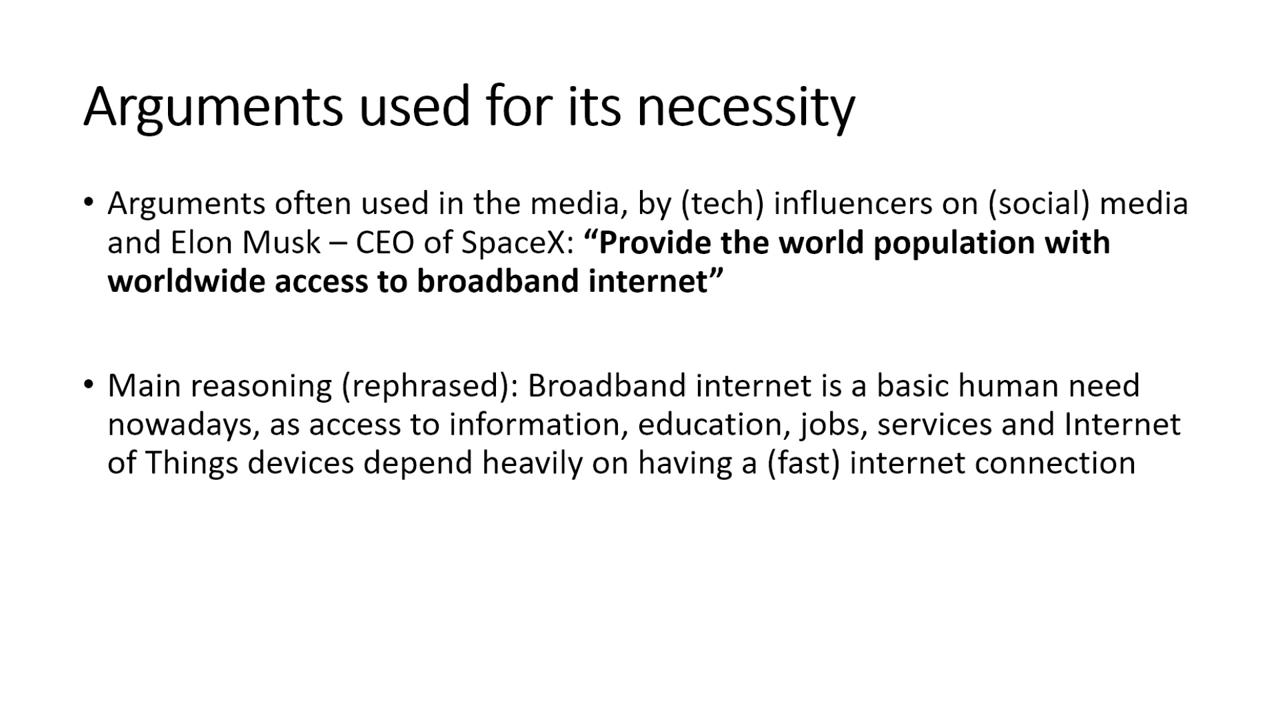 Arguments used for its necessity
• Arguments often used in the media, by (tech) influencers on (social) media
and Elon Musk – CEO of SpaceX: “Provide the world population with
worldwide access to broadband internet”
• Main reasoning (rephrased): Broadband internet is a basic human need
nowadays, as access to information, education, jobs, services and Internet
of Things devices depend heavily on having a (fast) internet connection